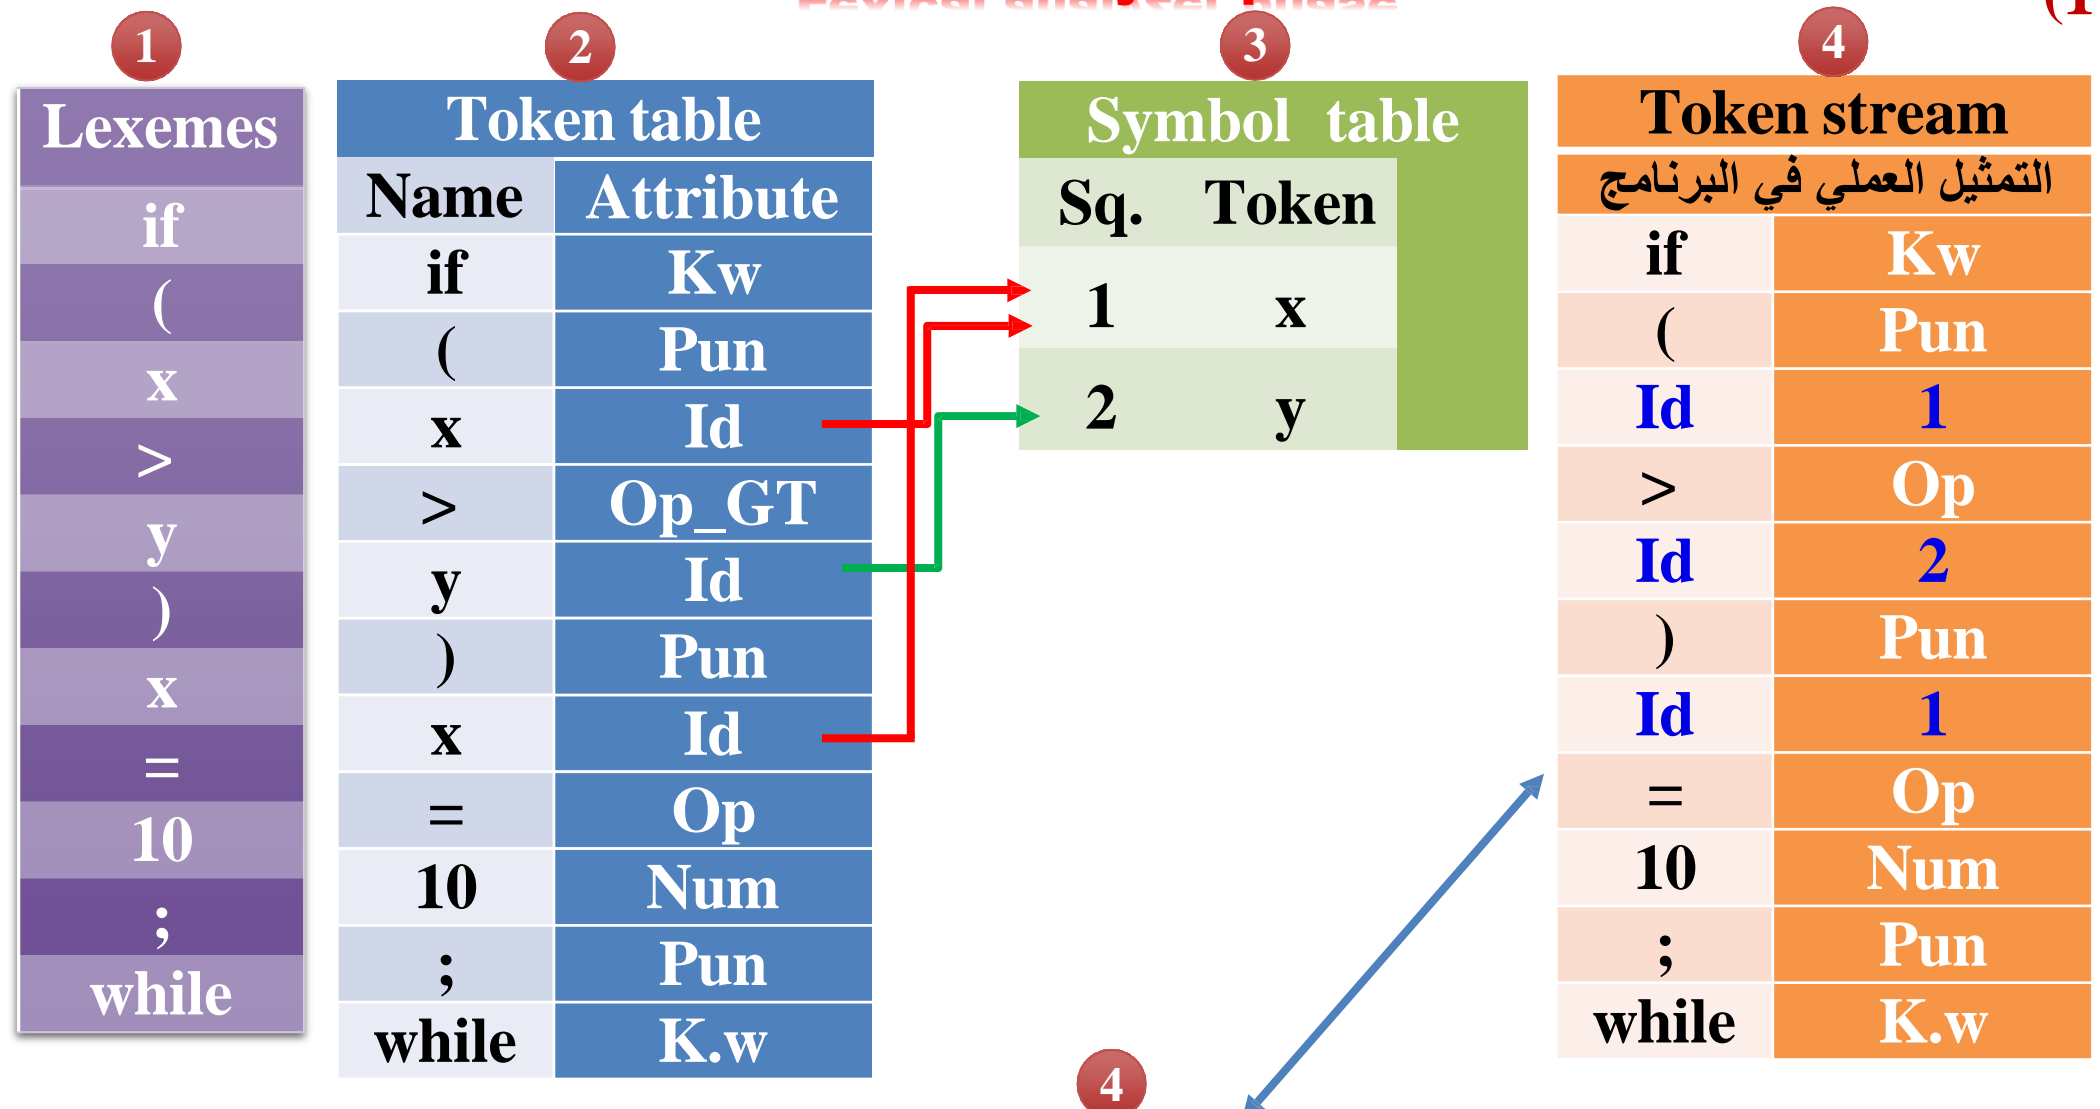 (1
1
2
3
4
Lexemes
if
(
x
>
y
)
x
=
10
;
while
Token table
Name Attribute
if Kw
( Pun
x Id
> Op_GT
y Id
) Pun
x Id
= Op
10 Num
; Pun
while K.w
Symbol table
Sq. Token
1 x
2 y
Token stream
التمثيل العملي في البرنامج
if Kw
( Pun
Id 1
> Op
Id 2
) Pun
Id 1
= Op
10 Num
; Pun
while K.w
4